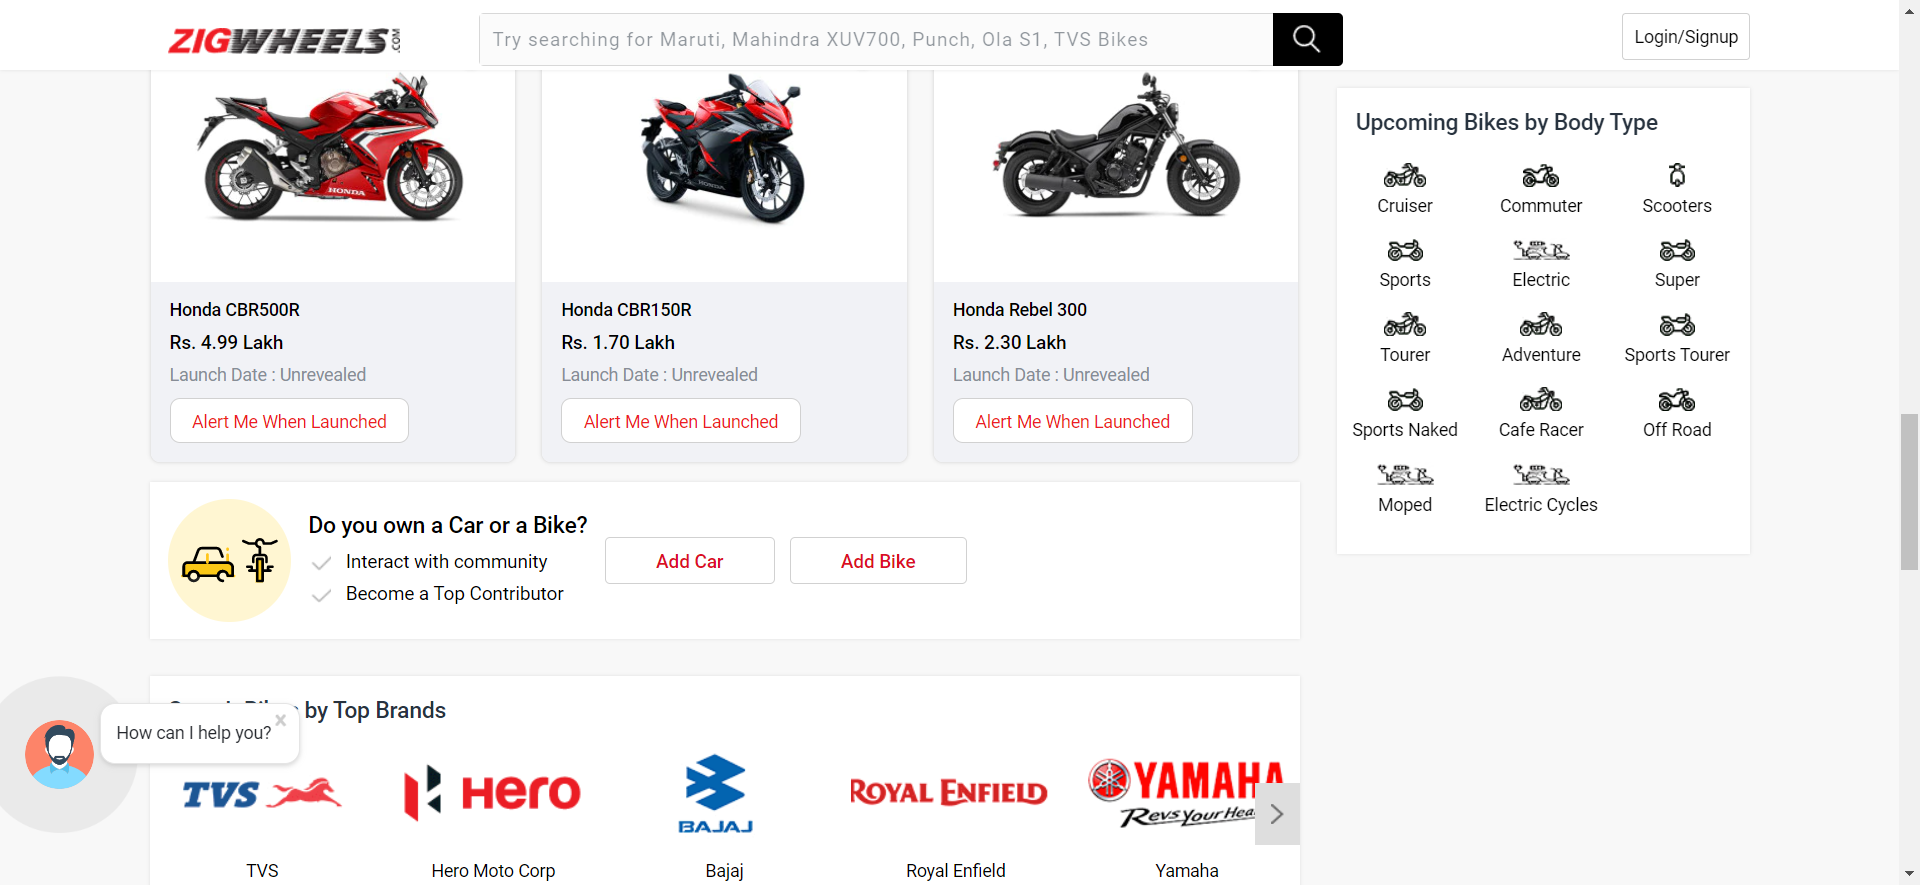 ZIGWHEELS.COM
Try searching for Maruti, Mahindra XUV700, Punch, Ola S1, TVS Bikes
Login/Signup
HONDA
HONDA
Honda CBR500R
Rs. 4.99 Lakh
Launch Date : Unrevealed
Alert Me When Launched
Honda CBR150R
Rs. 1.70 Lakh
Launch Date : Unrevealed
Alert Me When Launched
Honda Rebel 300
Rs. 2.30 Lakh
Launch Date : Unrevealed
Alert Me When Launched
Upcoming Bikes by Body Type
Cruiser
Commuter
Scooters
Sports
Electric
Super
Tourer
Adventure
Sports Tourer
Sports Naked
Cafe Racer
Off Road
Moped
Electric Cycles
Do you own a Car or a Bike?
Interact with community
Become a Top Contributor
Add Car
Add Bike
by Top Brands
How can I help you?
TVS
Hero
BAJAJ
ROYAL ENFIELD
YAMAHA
Revs Your
TVS
Hero Moto Corp
Bajaj
Royal Enfield
Yamaha